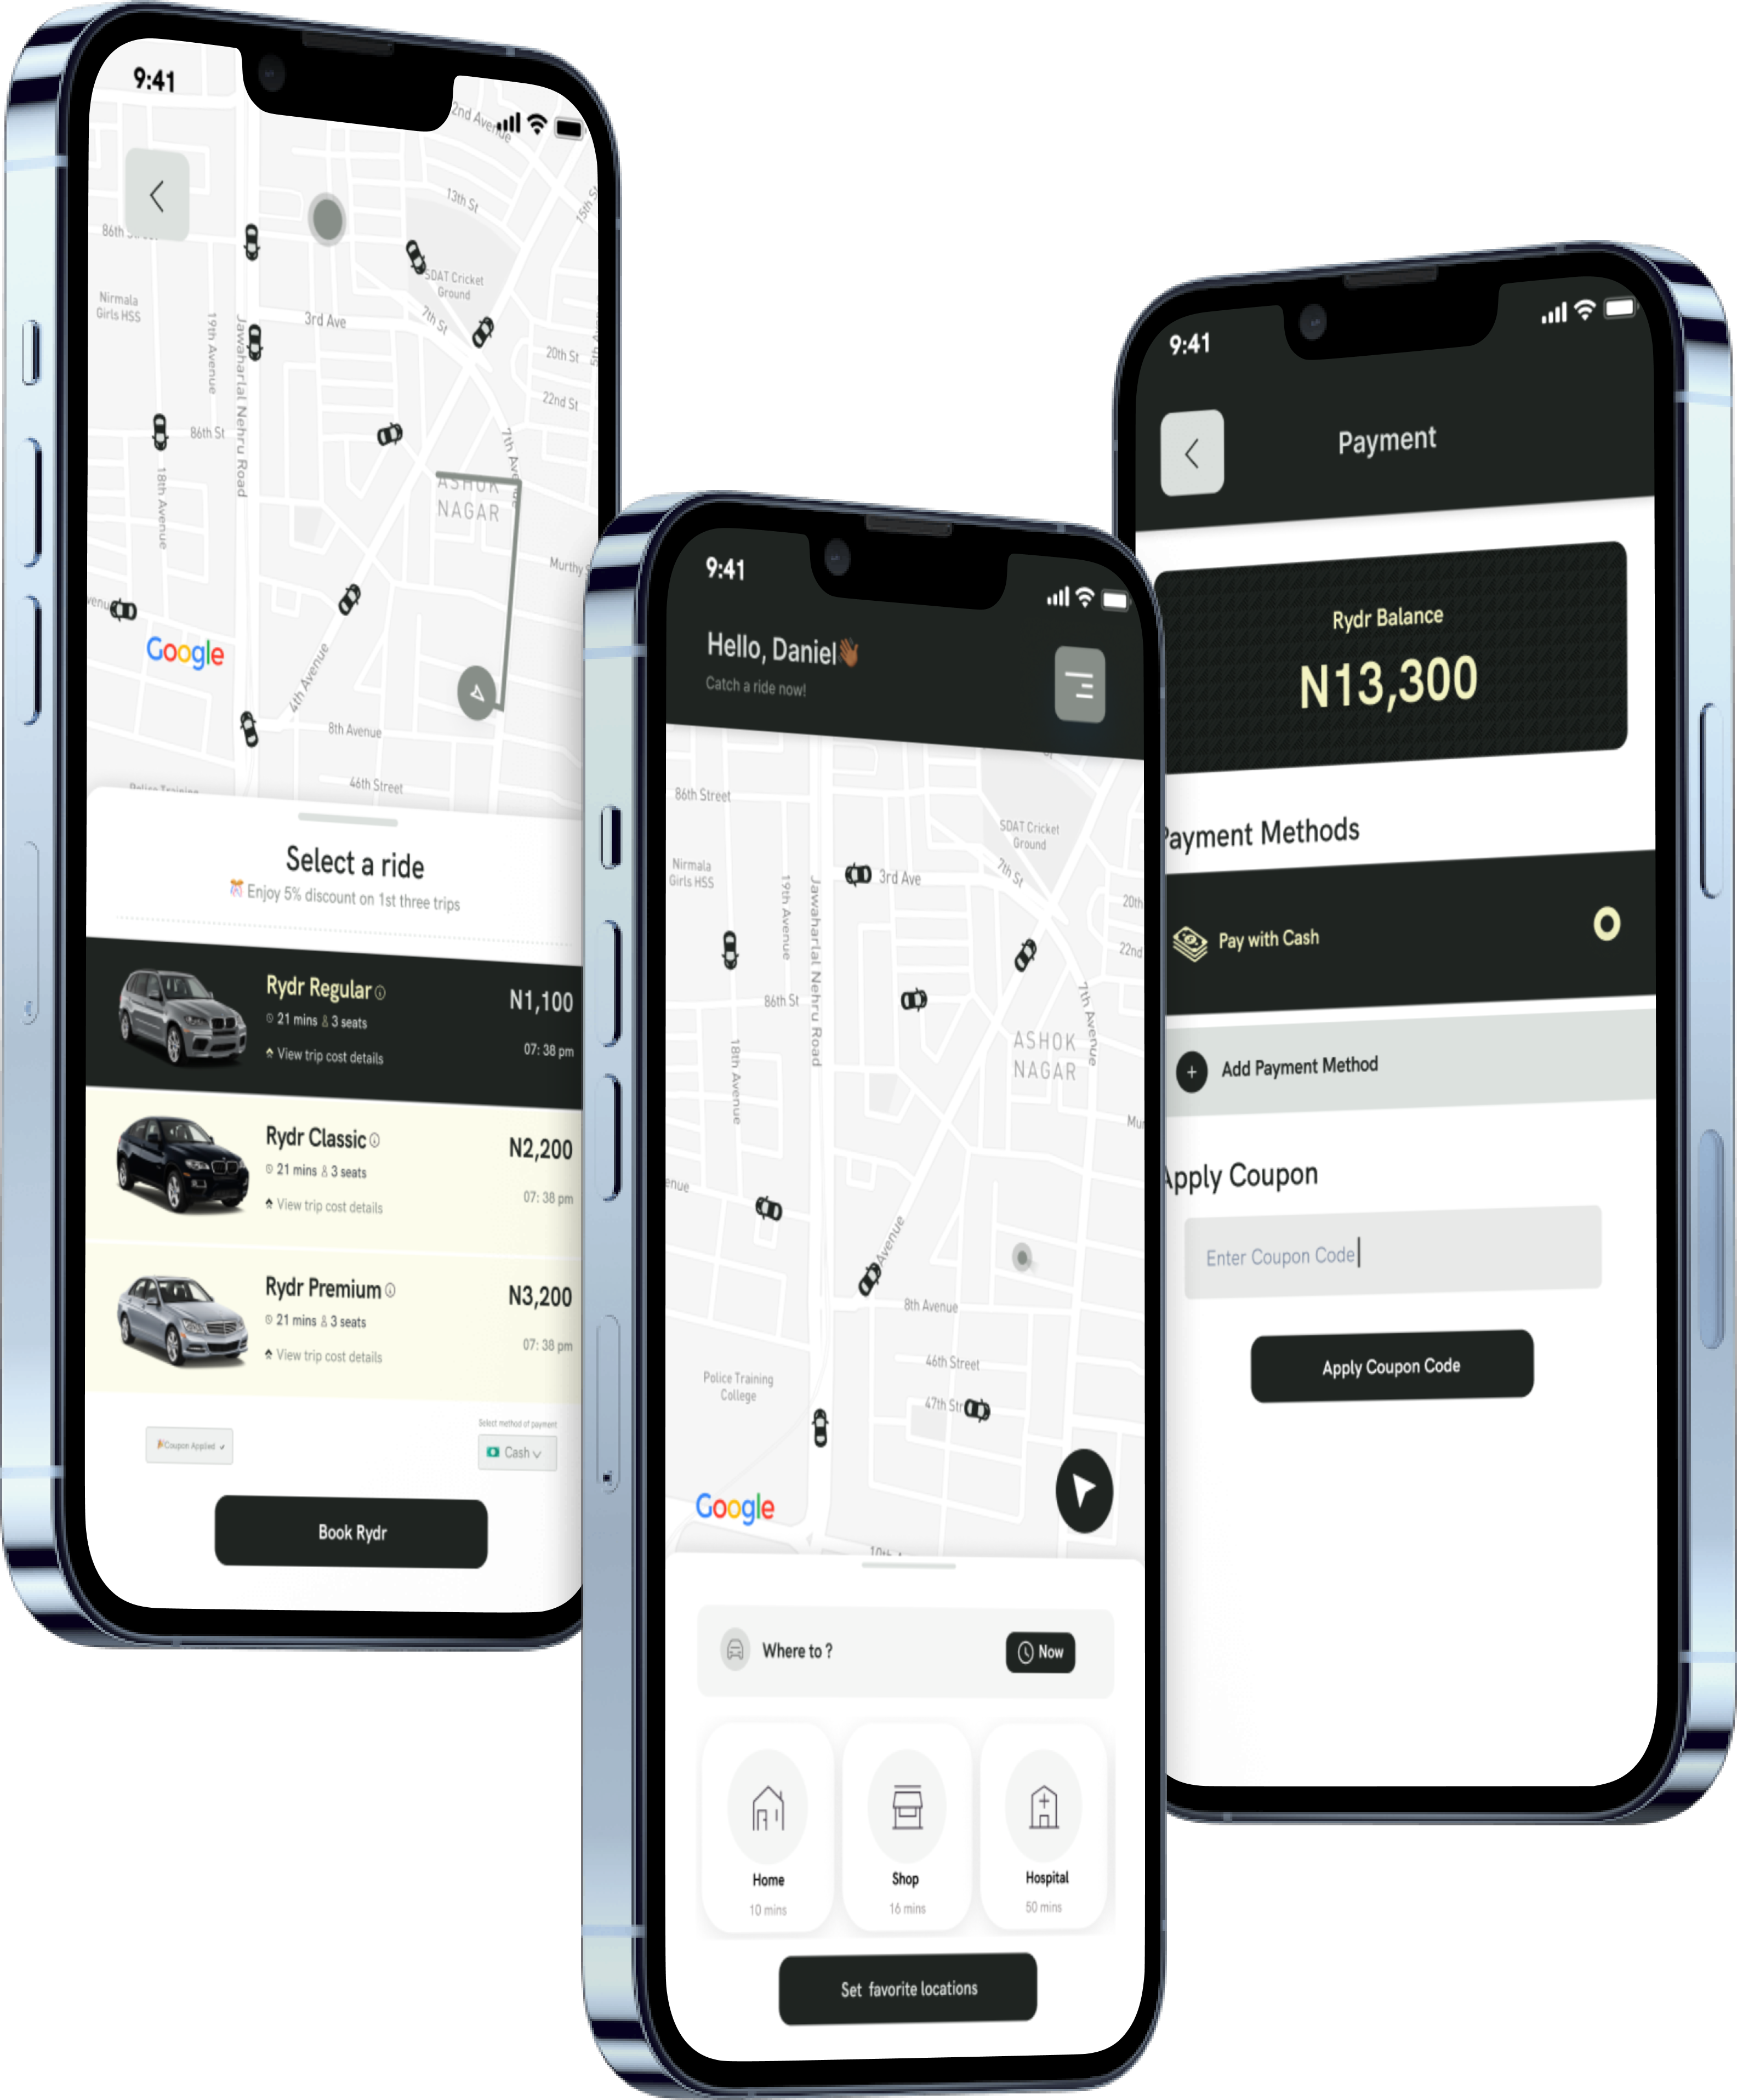 9:41
2nd Avenue
13th St
15th St
86th
SDAT Cricket
Ground
Nirmala
Girls HSS
19th Avenue
Jawaharlal Nehru Road
3rd Ave
7th St
20th St
22nd St
86th St
18th Avenue
7th Avenue
ASHOK
NAGAR
Murthy
Google
4th Avenue
8th Avenue
46th Street
Police Training
Select a ride
Enjoy 5% discount on 1st three trips
Rydr Regular
N1,100
21 mins 3 seats
07: 38 pm
View trip cost details
Rydr Classic
N2,200
21 mins 3 seats
07: 38 pm
View trip cost details
Rydr Premium
N3,200
21 mins 3 seats
07: 38 pm
View trip cost details
Select method of payment
Coupon Applied
Cash
Book Rydr
9:41
Hello, Daniel👋🏾
Catch a ride now!
86th Street
SDAT Cricket
Ground
Nirmala
Girls HSS
19th Avenue
Jawaharlal Nehru Road
3rd Ave
7th St
20th
22nd
86th St
18th Avenue
7th Avenue
ASHOK
NAGAR
Mur
enue
Avenue
8th Avenue
46th Street
Police Training
College
47th Str
Google
10th
Where to ?
Now
Home
Shop
Hospital
10 mins
16 mins
50 mins
Set favorite locations
9:41
Payment
Rydr Balance
N13,300
Payment Methods
Pay with Cash
Add Payment Method
Apply Coupon
Enter Coupon Code
Apply Coupon Code